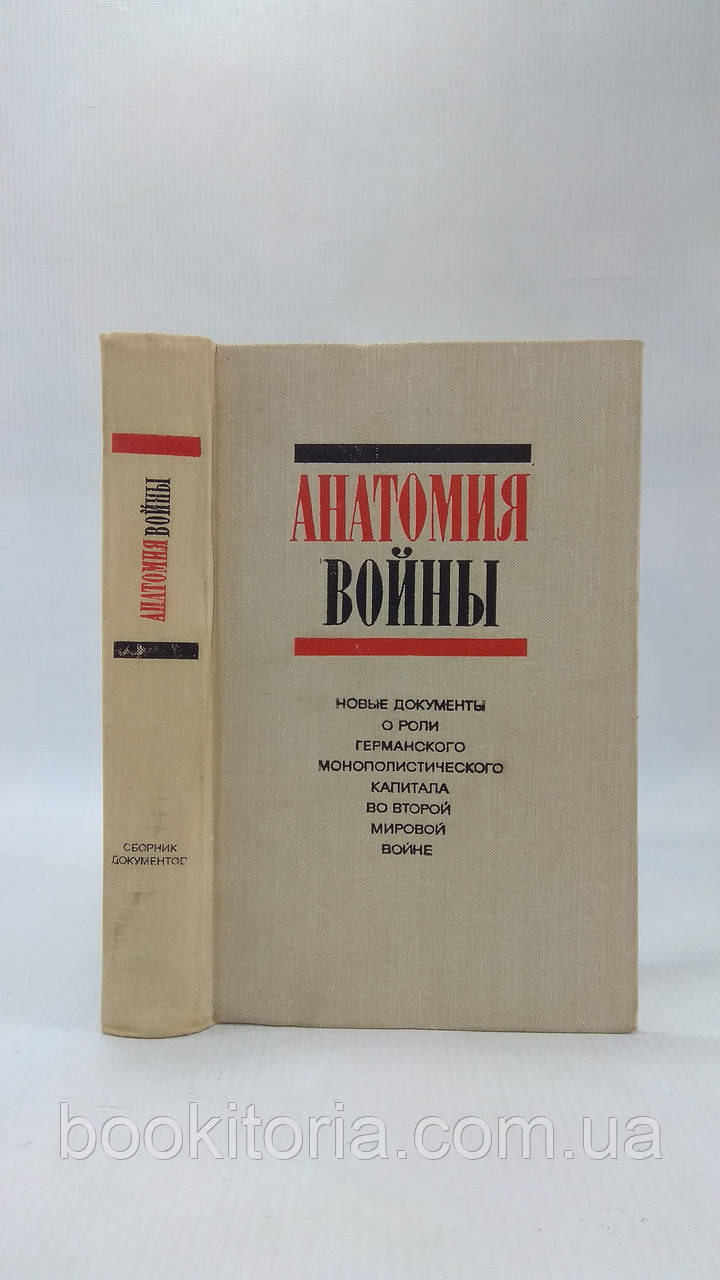 АНАТОМИЯ ВОЙНЫ
СБОРНИК
ДОКУМЕНТОВ
АНАТОМИЯ
ВОЙНЫ
НОВЫЕ ДОКУМЕНТЫ
О РОЛИ
ГЕРМАНСКОГО
МОНОПОЛИСТИЧЕСКОГО
КАПИТАЛА
ВО ВТОРОЙ
МИРОВОЙ
ВОЙНЕ
bookitoria.com.ua